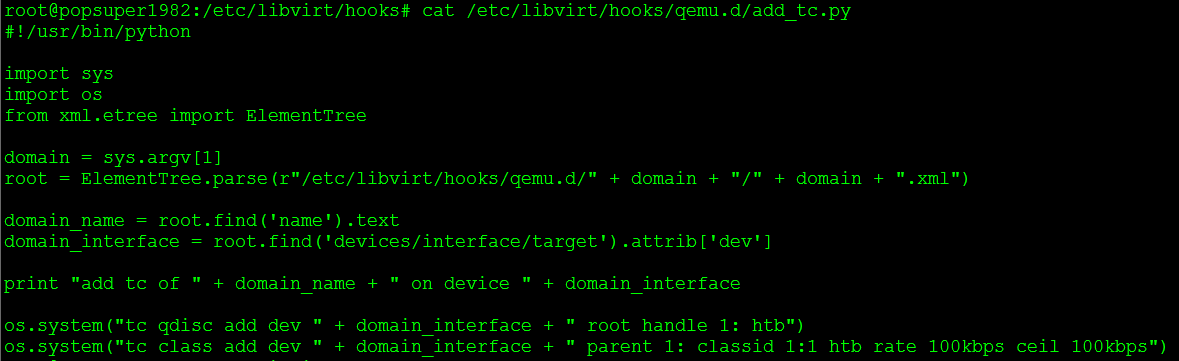 root@popsuper1982:/etc/libvirt/hooks# cat /etc/libvirt/hooks/qemu.d/add_tc.py
#!/usr/bin/python
import sys
import os
from xml.etree import ElementTree
domain = sys.argv[1]
root = ElementTree.parse(r"/etc/libvirt/hooks/qemu.d/" + domain + "/" + domain + ".xml")
domain_name = root.find('name').text
domain_interface = root.find('devices/interface/target').attrib['dev']
print "add tc of " + domain_name + " on device " + domain_interface
os.system("tc qdisc add dev " + domain_interface + " root handle 1: htb")
os.system("tc class add dev " + domain_interface + " parent 1: classid 1:1 htb rate 100kbps ceil 100kbps")